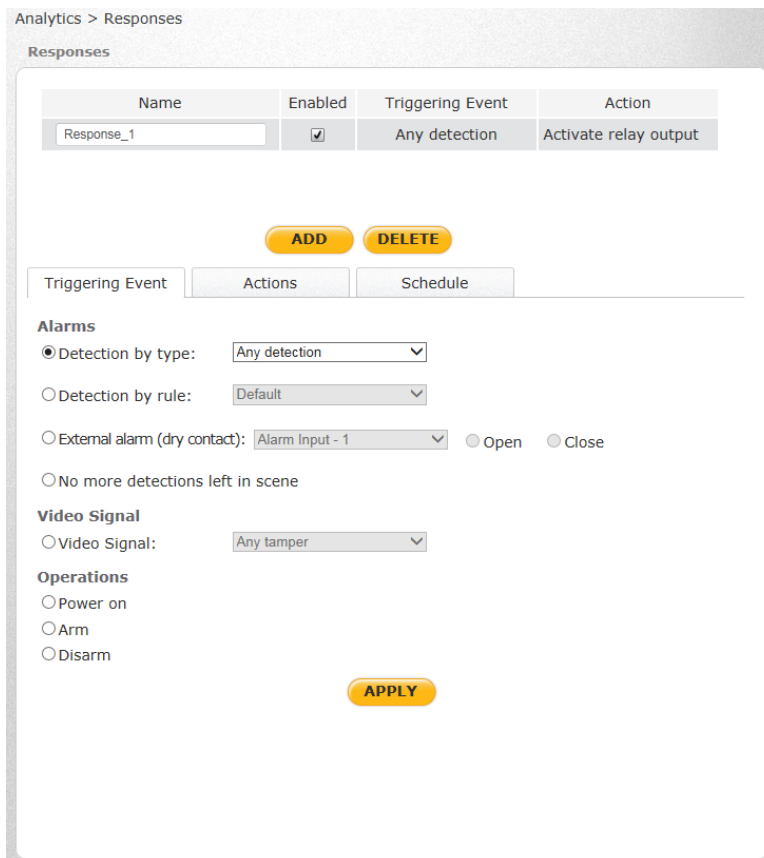 Analytics > Responses
Responses
Name Enabled Triggering Event Action
Response_1 Any detection Activate relay output
ADD DELETE
Triggering Event Actions Schedule
Alarms
Detection by type: Any detection
Detection by rule: Default
External alarm (dry contact): Alarm Input - 1 Open Close
No more detections left in scene
Video Signal
Video Signal: Any tamper
Operations
Power on
Arm
Disarm
APPLY